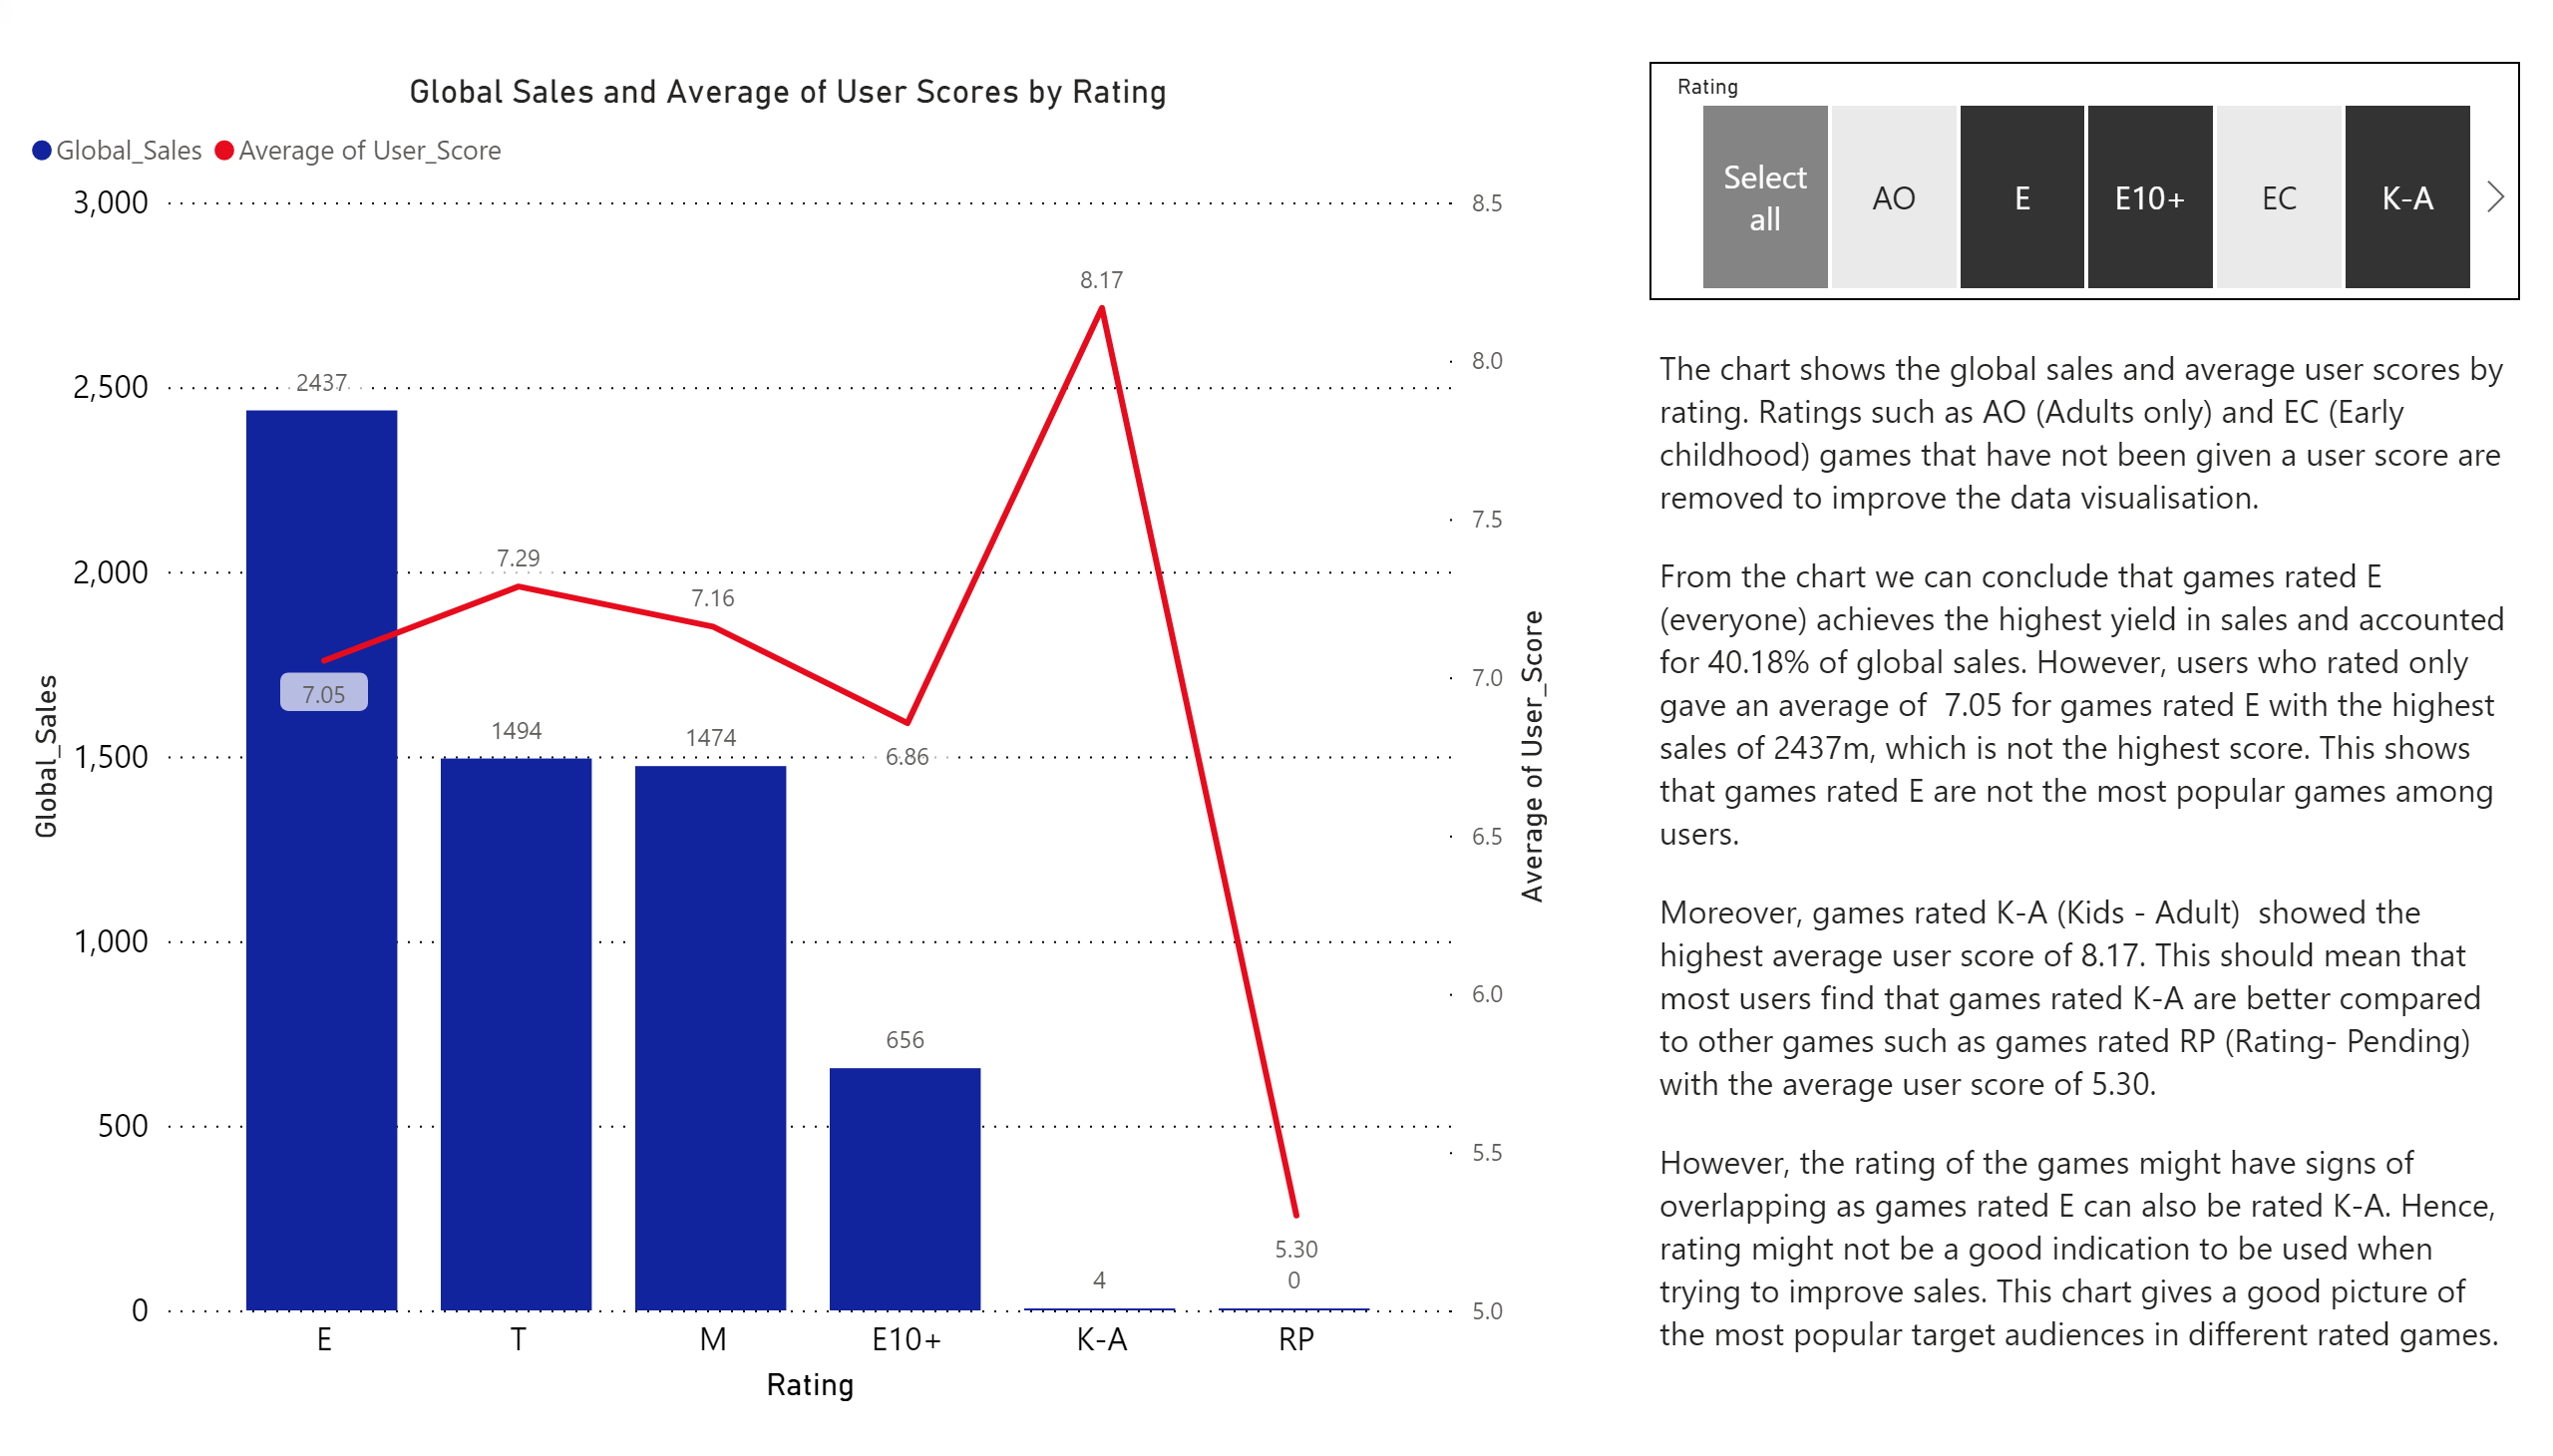 Global Sales and Average of User Scores by Rating
Global_Sales Average of User_Score
3,000
2,500
2,000
1,500
1,000
500
0
Global_Sales
8.5
8.0
7.5
7.0
6.5
6.0
5.5
5.0
Average of User_Score
2437
1494
1474
656
4
0
7.05
7.29
7.16
6.86
8.17
5.30
E T M E10+ K-A RP
Rating
Rating
Select
all
AO
E
E10+
EC
K-A
The chart shows the global sales and average user scores by
rating. Ratings such as AO (Adults only) and EC (Early
childhood) games that have not been given a user score are
removed to improve the data visualisation.
From the chart we can conclude that games rated E
(everyone) achieves the highest yield in sales and accounted
for 40.18% of global sales. However, users who rated only
gave an average of  7.05 for games rated E with the highest
sales of 2437m, which is not the highest score. This shows
that games rated E are not the most popular games among
users.
Moreover, games rated K-A (Kids - Adult)  showed the
highest average user score of 8.17. This should mean that
most users find that games rated K-A are better compared
to other games such as games rated RP (Rating- Pending)
with the average user score of 5.30.
However, the rating of the games might have signs of
overlapping as games rated E can also be rated K-A. Hence,
rating might not be a good indication to be used when
trying to improve sales. This chart gives a good picture of
the most popular target audiences in different rated games.